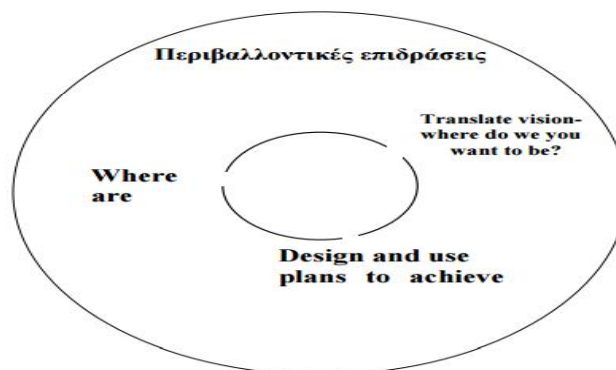 Περιβαλλοντικές επιδράσεις
Translate vision-
where do we you
want to be?
Where
are
Design and use
plans to achieve